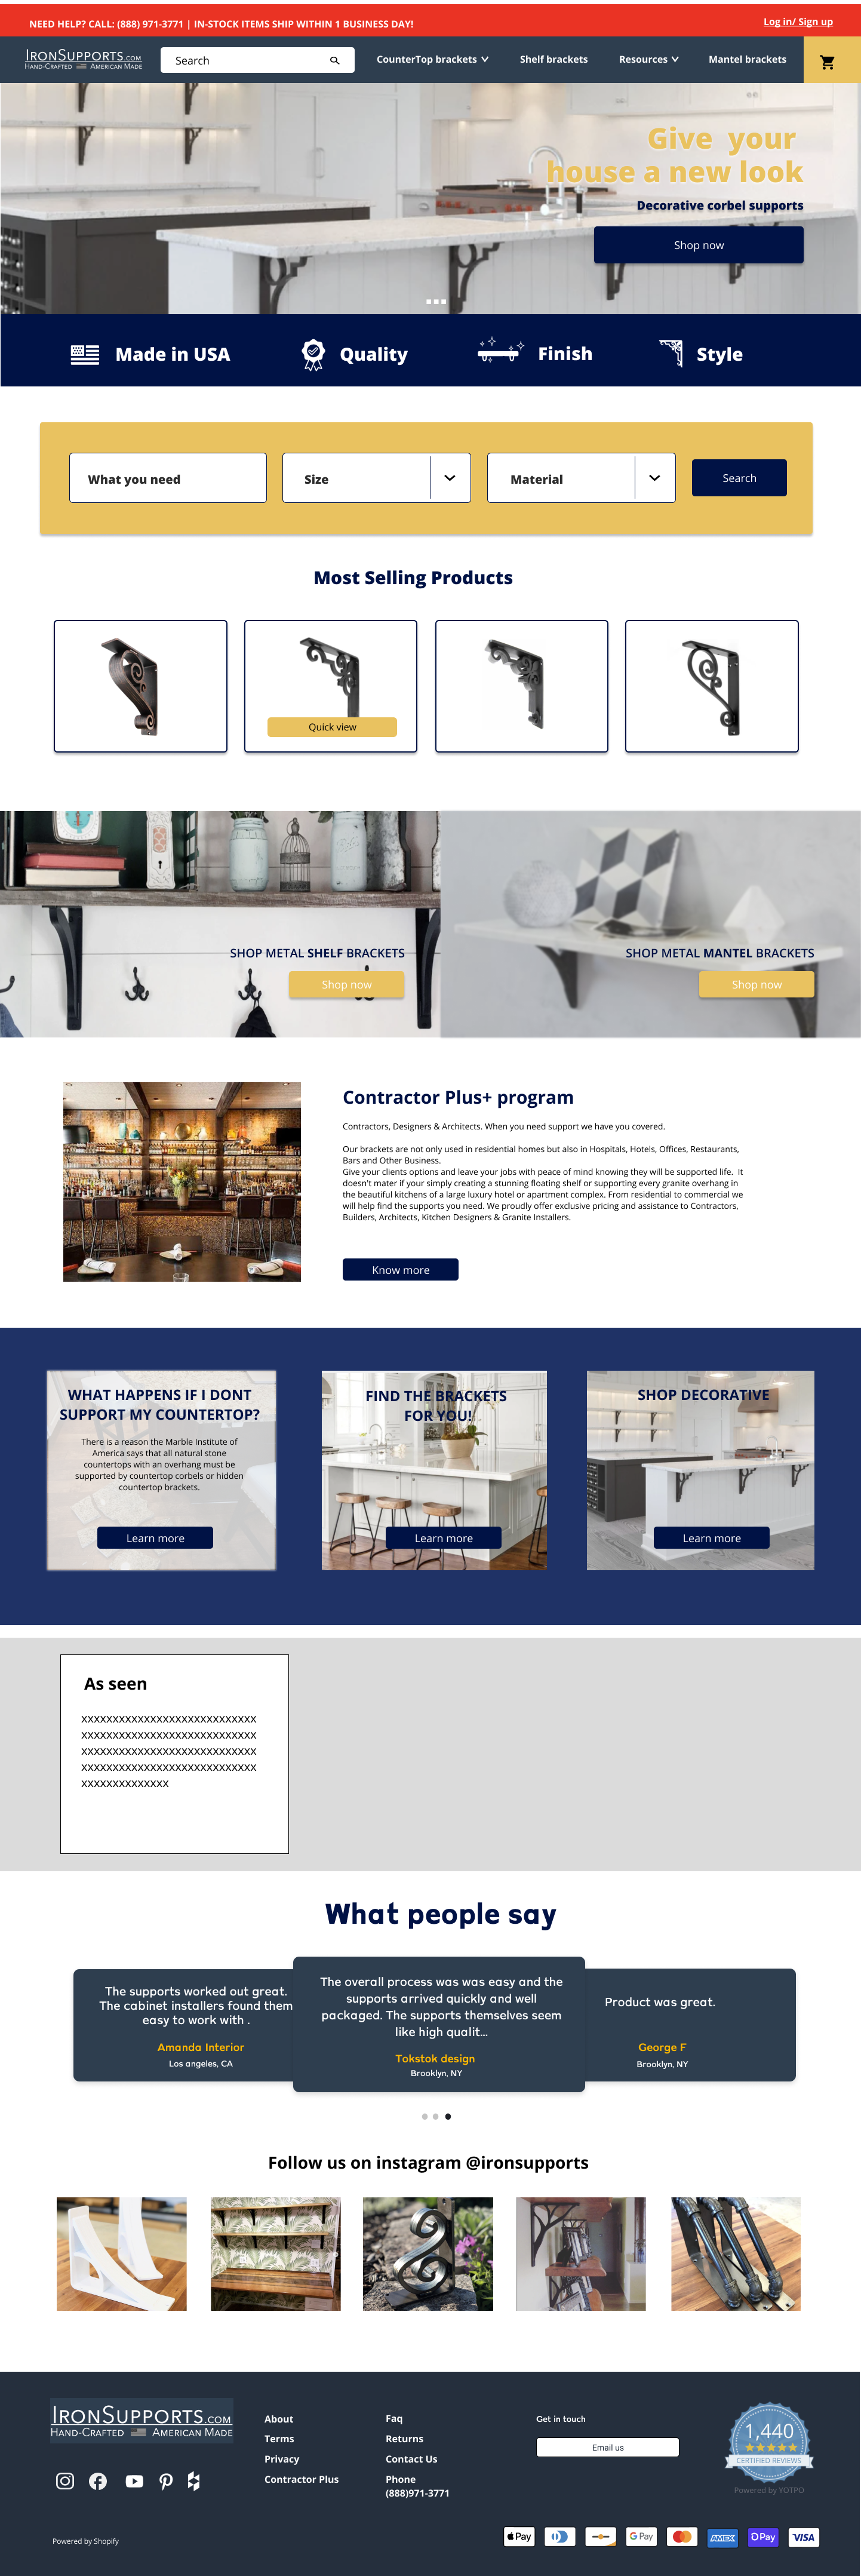 NEED HELP? CALL: (888) 971-3771 | IN-STOCK ITEMS SHIP WITHIN 1 BUSINESS DAY!
Log in/ Sign up
IRONSUPPORTS.COM
HAND-CRAFTED AMERICAN MADE
Search
CounterTop brackets
Shelf brackets
Resources
Mantel brackets
Give your
house a new look
Decorative corbel supports
Shop now
Made in USA
Quality
Finish
Style
What you need
Size
Material
Search
Most Selling Products
Quick view
SHOP METAL SHELF BRACKETS
Shop now
SHOP METAL MANTEL BRACKETS
Shop now
Contractor Plus+ program
Contractors, Designers & Architects. When you need support we have you covered.
Our brackets are not only used in residential homes but also in Hospitals, Hotels, Offices, Restaurants,
Bars and Other Business.
Give your clients options and leave your jobs with peace of mind knowing they will be supported life. It
doesn't mater if your simply creating a stunning floating shelf or supporting every granite overhang in
the beautiful kitchens of a large luxury hotel or apartment complex. From residential to commercial we
will help find the supports you need. We proudly offer exclusive pricing and assistance to Contractors,
Builders, Architects, Kitchen Designers & Granite Installers.
Know more
WHAT HAPPENS IF I DONT
SUPPORT MY COUNTERTOP?
There is a reason the Marble Institute of
America says that all natural stone
countertops with an overhang must be
supported by countertop corbels or hidden
countertop brackets.
Learn more
FIND THE BRACKETS
FOR YOU!
Learn more
SHOP DECORATIVE
Learn more
As seen
xxxxxxxxxxxxxxxxxxxxxxxxxxxx
xxxxxxxxxxxxxxxxxxxxxxxxxxxx
xxxxxxxxxxxxxxxxxxxxxxxxxxxx
xxxxxxxxxxxxxxxxxxxxxxxxxxxx
xxxxxxxxxxxxxx
What people say
The supports worked out great.
The cabinet installers found them
easy to work with .
Amanda Interior
Los angeles, CA
The overall process was was easy and the
supports arrived quickly and well
packaged. The supports themselves seem
like high qualit...
Tokstok design
Brooklyn, NY
Product was great.
George F
Brooklyn, NY
Follow us on instagram @ironsupports
IRONSUPPORTS.COM
HAND-CRAFTED AMERICAN MADE
About
Terms
Privacy
Contractor Plus
Faq
Returns
Contact Us
Phone
(888)971-3771
Get in touch
Email us
1,440
CERTIFIED REVIEWS
Powered by YOTPO
Powered by Shopify
Pay
G Pay
AMEX
Pay
VISA